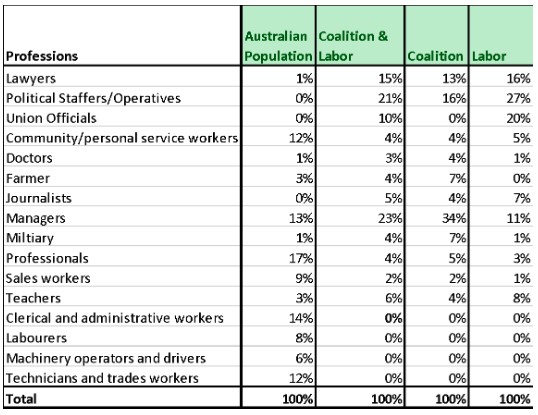 Professions Australian Population Coalition & Labor Coalition Labor
Lawyers 1% 15% 13% 16%
Political Staffers/Operatives 0% 21% 16% 27%
Union Officials 0% 10% 0% 20%
Community/personal service workers 12% 4% 4% 5%
Doctors 1% 3% 4% 1%
Farmer 3% 4% 7% 0%
Journalists 0% 5% 4% 7%
Managers 13% 23% 34% 11%
Miltiary 1% 4% 7% 1%
Professionals 17% 4% 5% 3%
Sales workers 9% 2% 2% 1%
Teachers 3% 6% 4% 8%
Clerical and administrative workers 14% 0% 0% 0%
Labourers 8% 0% 0% 0%
Machinery operators and drivers 6% 0% 0% 0%
Technicians and trades workers 12% 0% 0% 0%
Total 100% 100% 100% 100%